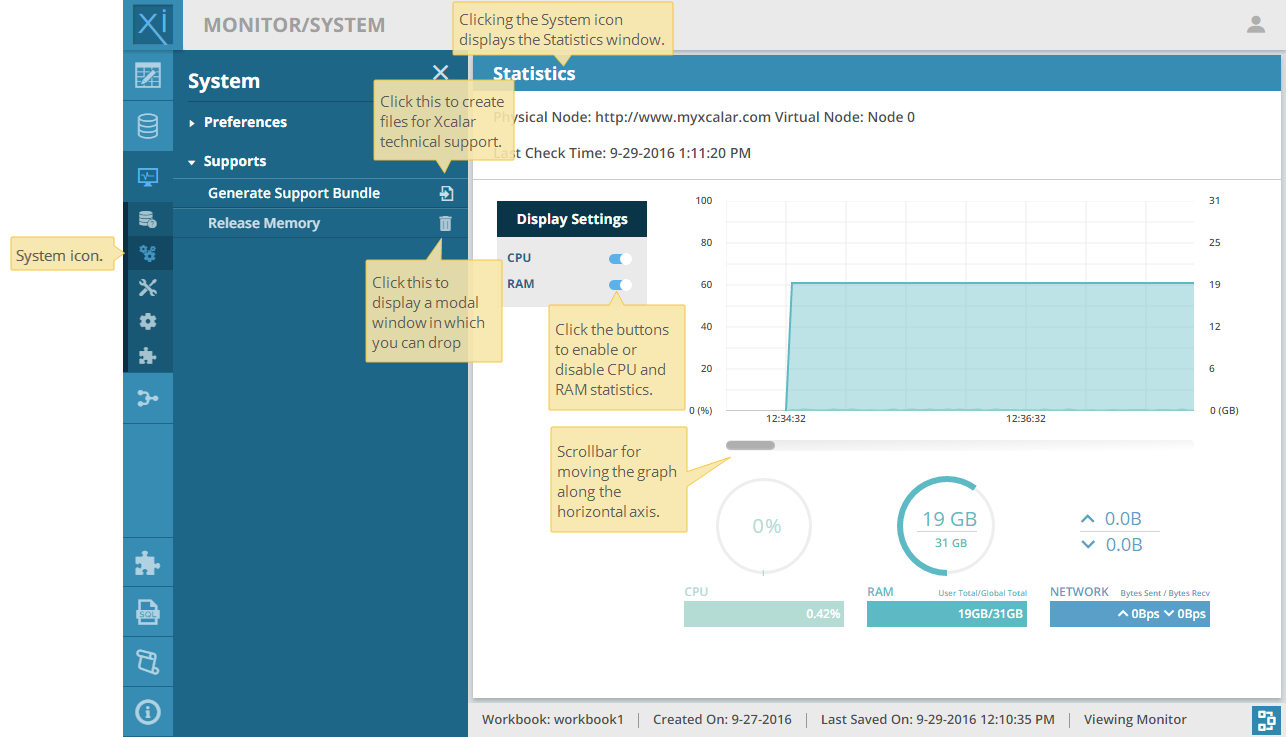 Xi
MONITOR/SYSTEM
Clicking the System icon
displays the Statistics window.
System
Statistics
Click this to create
files for Xcalar
technical support.
Physical Node: http://www.myxcalar.com Virtual Node: Node 0
Last Check Time: 9-29-2016 1:11:20 PM
Preferences
Supports
Generate Support Bundle
Release Memory
System icon.
Click this to
display a modal
window in which
you can drop
Display Settings
CPU
RAM
Click the buttons
to enable or
disable CPU and
RAM statistics.
100
80
60
40
20
0 (%)
31
25
19
12
6
0 (GB)
12:34:32
12:36:32
Scrollbar for
moving the graph
along the
horizontal axis.
0%
19 GB
31 GB
0.0B
0.0B
CPU
0.42%
RAM
User Total/Global Total
19GB/31GB
NETWORK
Bytes Sent / Bytes Recv
0Bps 0Bps
SQL
Workbook: workbook1 | Created On: 9-27-2016 | Last Saved On: 9-29-2016 12:10:35 PM | Viewing Monitor